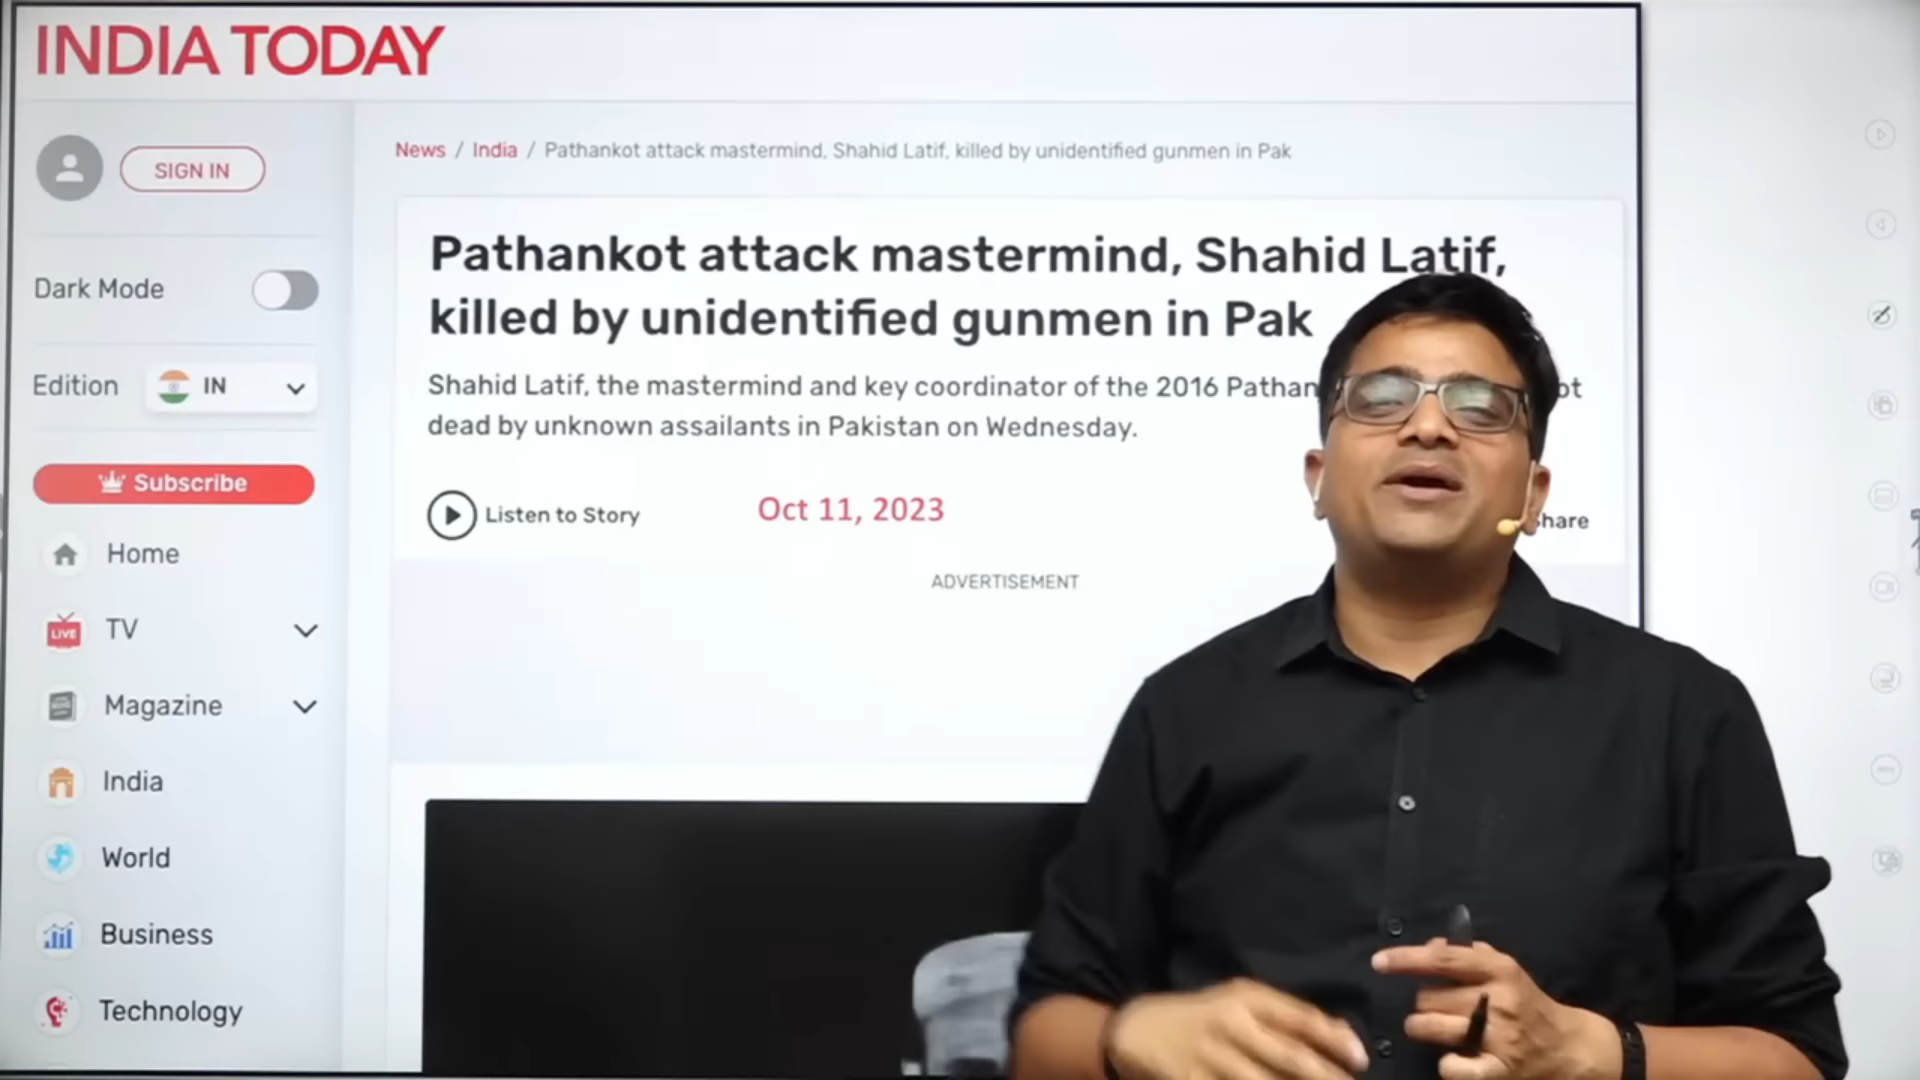 INDIA TODAY
SIGN IN
Dark Mode
Edition IN
Subscribe
Home
LIVE TV
Magazine
India
World
Business
Technology
News / India / Pathankot attack mastermind, Shahid Latif, killed by unidentified gunmen in Pak
Pathankot attack mastermind, Shahid Latif,
killed by unidentified gunmen in Pak
Shahid Latif, the mastermind and key coordinator of the 2016 Pathan ot
dead by unknown assailants in Pakistan on Wednesday.
Listen to Story
Oct 11, 2023
hare
ADVERTISEMENT